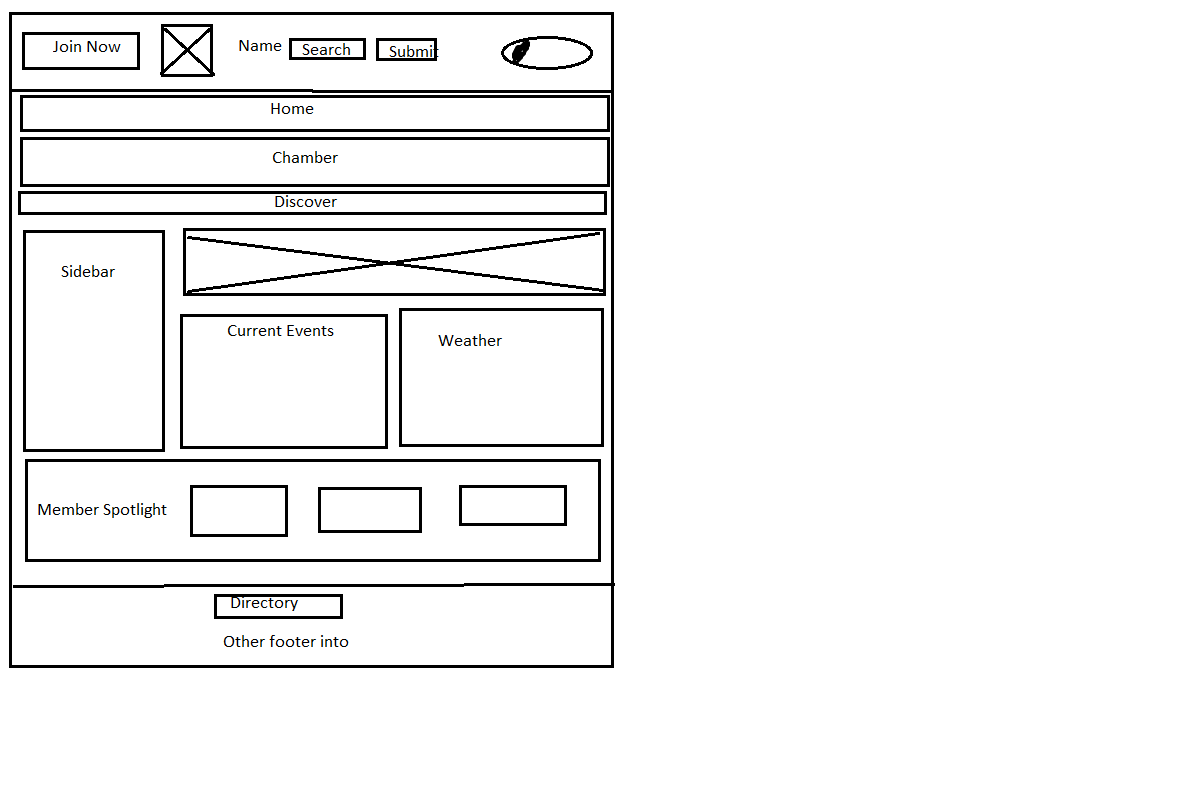 Join Now
Name
Search
Submit
Home
Chamber
Discover
Sidebar
Current Events
Weather
Member Spotlight
Directory
Other footer into